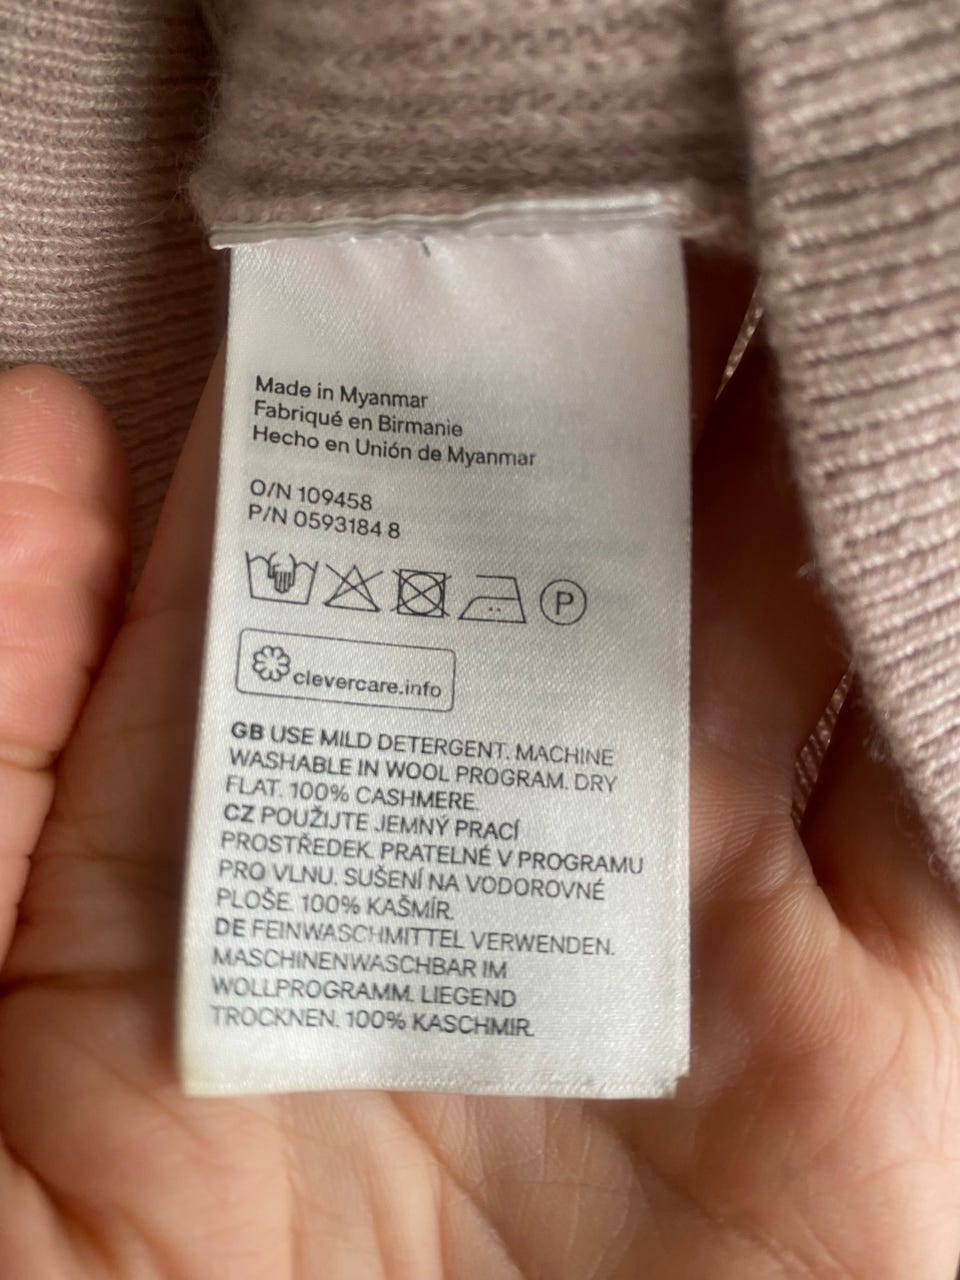 Made in Myanmar
Fabriqué en Birmanie
Hecho en Unión de Myanmar
O/N 109458
P/N 0593184 8
P
clevercare.info
GB USE MILD DETERGENT. MACHINE
WASHABLE IN WOOL PROGRAM. DRY
FLAT. 100% CASHMERE.
CZ POUŽIJTE JEMNÝ PRACÍ
PROSTŘEDEK. PRATELNÉ V PROGRAMU
PRO VLNU. SUŠENÍ NA VODOROVNÉ
PLOŠE. 100% KAŠMÍR.
DE FEINWASCHMITTEL VERWENDEN.
MASCHINENWASCHBAR IM
WOLLPROGRAMM. LIEGEND
TROCKNEN. 100% KASCHMIR.